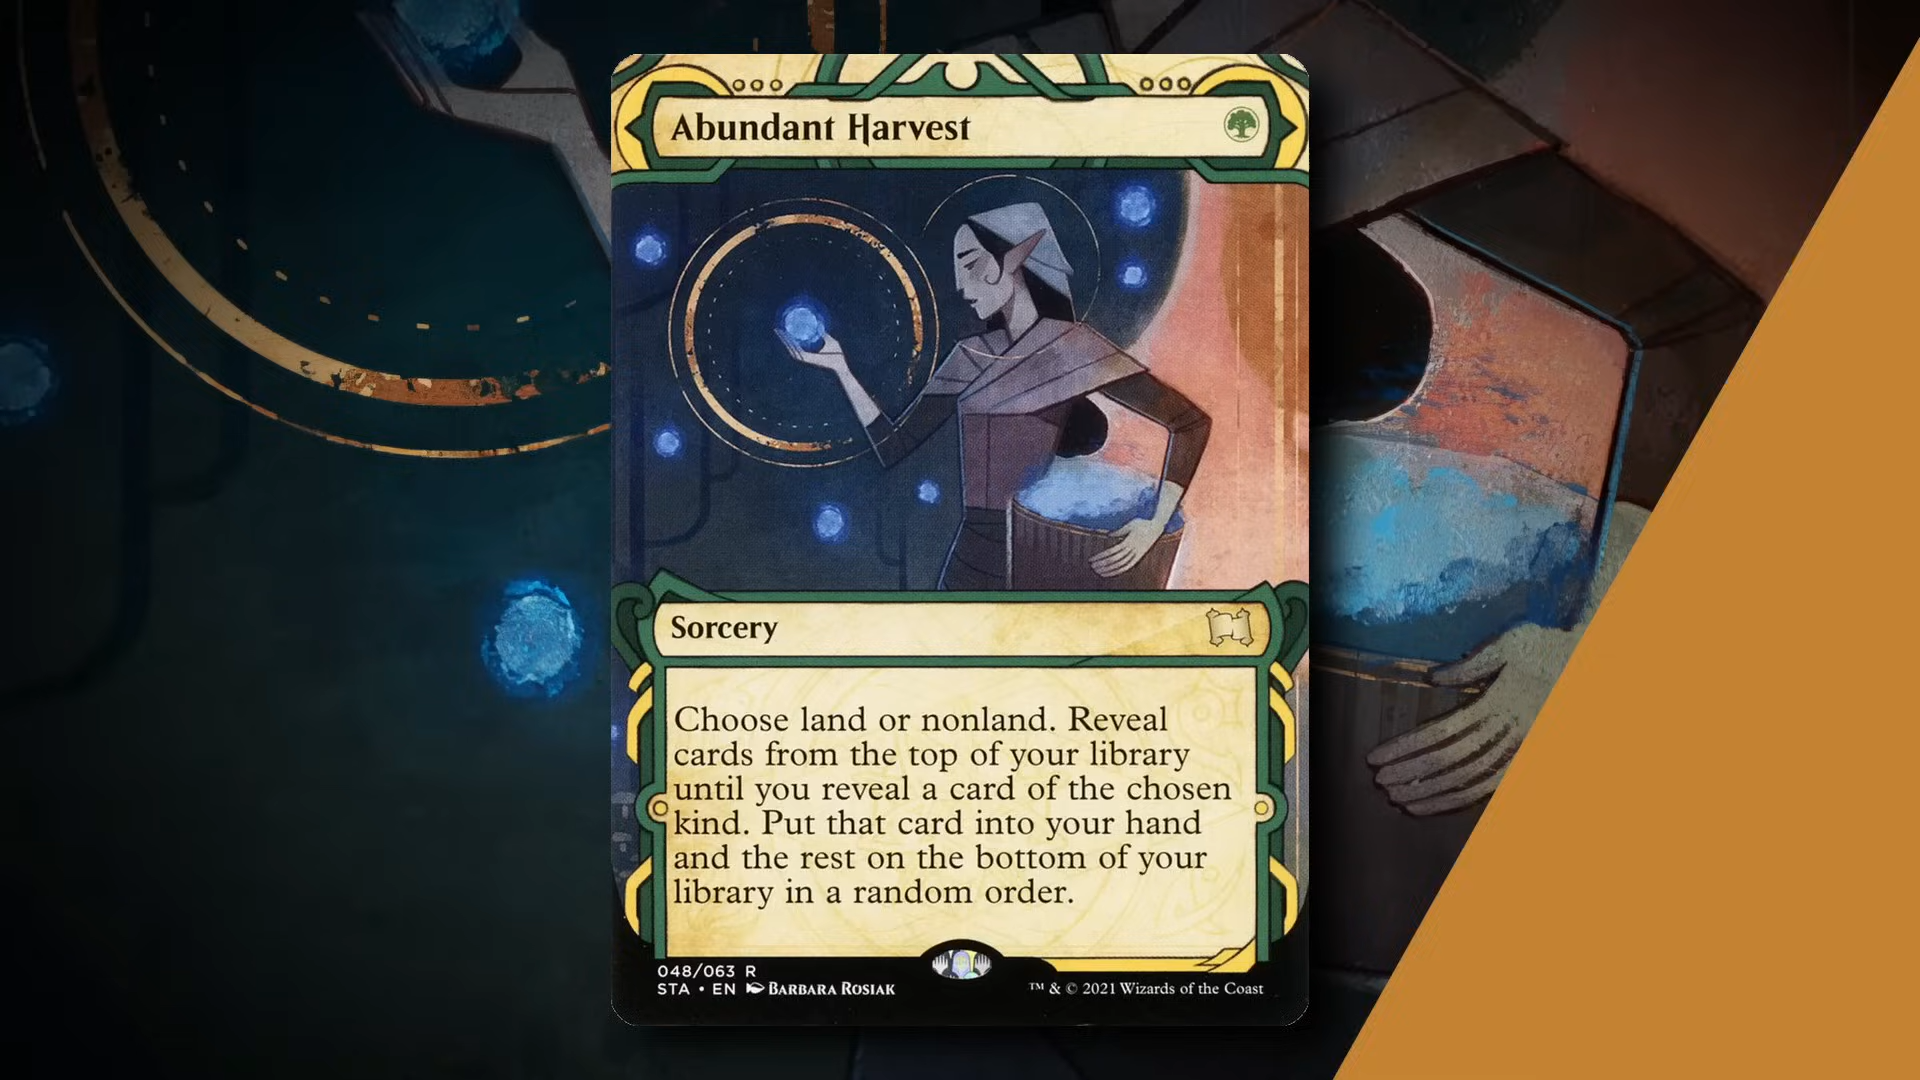 Abundant Harvest
Sorcery
Choose land or nonland. Reveal
cards from the top of your library
until you reveal a card of the chosen
kind. Put that card into your hand
and the rest on the bottom of your
library in a random order.
048/063 R
STA • EN BARBARA ROSIAK
™ & © 2021 Wizards of the Coast